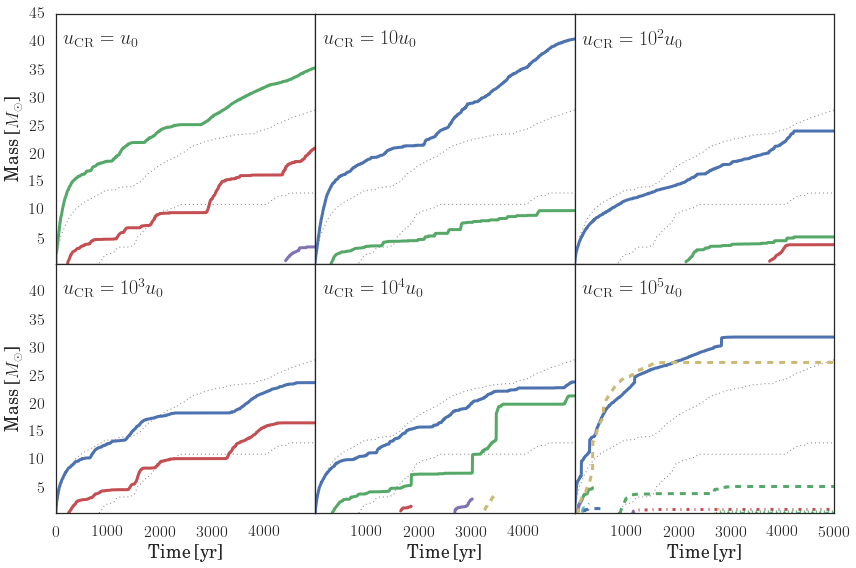 45
40
35
30
25
20
15
10
5
Mass [M⊙]
u_CR = u_0
u_CR = 10u_0
u_CR = 10^2u_0
40
35
30
25
20
15
10
5
Mass [M⊙]
u_CR = 10^3u_0
u_CR = 10^4u_0
u_CR = 10^5u_0
0 1000 2000 3000 4000
1000 2000 3000 4000
1000 2000 3000 4000 5000
Time [yr]
Time [yr]
Time [yr]